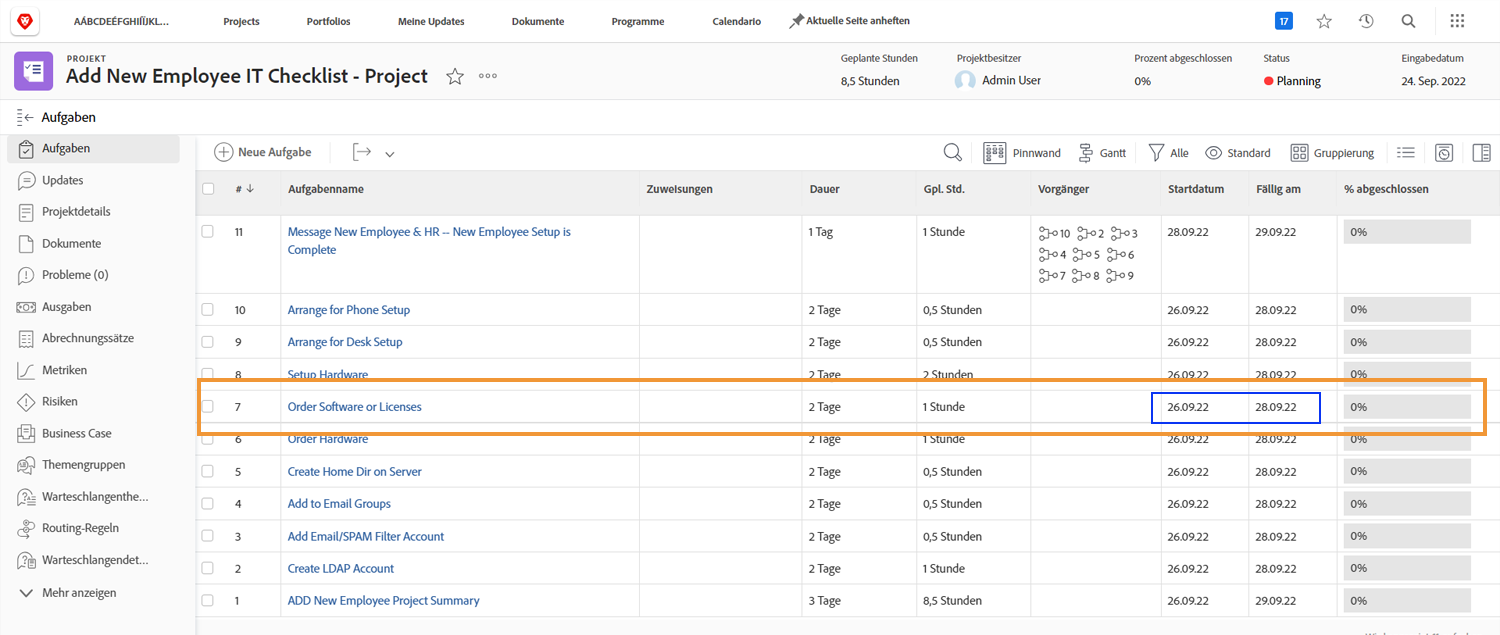 AÁBCDEÉFGHIÍJKL... Projects Portfolios Meine Updates Dokumente Programme Calendario Aktuelle Seite anheften 17
PROJEKT
Add New Employee IT Checklist - Project
Geplante Stunden Projektbesitzer Prozent abgeschlossen Status Eingabedatum
8,5 Stunden Admin User 0% Planning 24. Sep. 2022
Aufgaben
Aufgaben
Updates
Projektdetails
Dokumente
Probleme (0)
Ausgaben
Abrechnungssätze
Metriken
Risiken
Business Case
Themengruppen
Warteschlangenthe...
Routing-Regeln
Warteschlangendet...
Mehr anzeigen
Neue Aufgabe Pinnwand Gantt Alle Standard Gruppierung
# Aufgabenname Zuweisungen Dauer Gpl. Std. Vorgänger Startdatum Fällig am % abgeschlossen
11 Message New Employee & HR -- New Employee Setup is 1 Tag 1 Stunde 10 2 3 28.09.22 29.09.22 0%
Complete 4 5 6
7 8 9
10 Arrange for Phone Setup 2 Tage 0,5 Stunden 26.09.22 28.09.22 0%
9 Arrange for Desk Setup 2 Tage 0,5 Stunden 26.09.22 28.09.22 0%
8 Setup Hardware 2 Tage 2 Stunden 26.09.22 28.09.22 0%
7 Order Software or Licenses 2 Tage 1 Stunde 26.09.22 28.09.22 0%
6 Order Hardware 2 Tage 1 Stunde 26.09.22 28.09.22 0%
5 Create Home Dir on Server 2 Tage 0,5 Stunden 26.09.22 28.09.22 0%
4 Add to Email Groups 2 Tage 0,5 Stunden 26.09.22 28.09.22 0%
3 Add Email/SPAM Filter Account 2 Tage 0,5 Stunden 26.09.22 28.09.22 0%
2 Create LDAP Account 2 Tage 1 Stunde 26.09.22 28.09.22 0%
1 ADD New Employee Project Summary 3 Tage 8,5 Stunden 26.09.22 29.09.22 0%